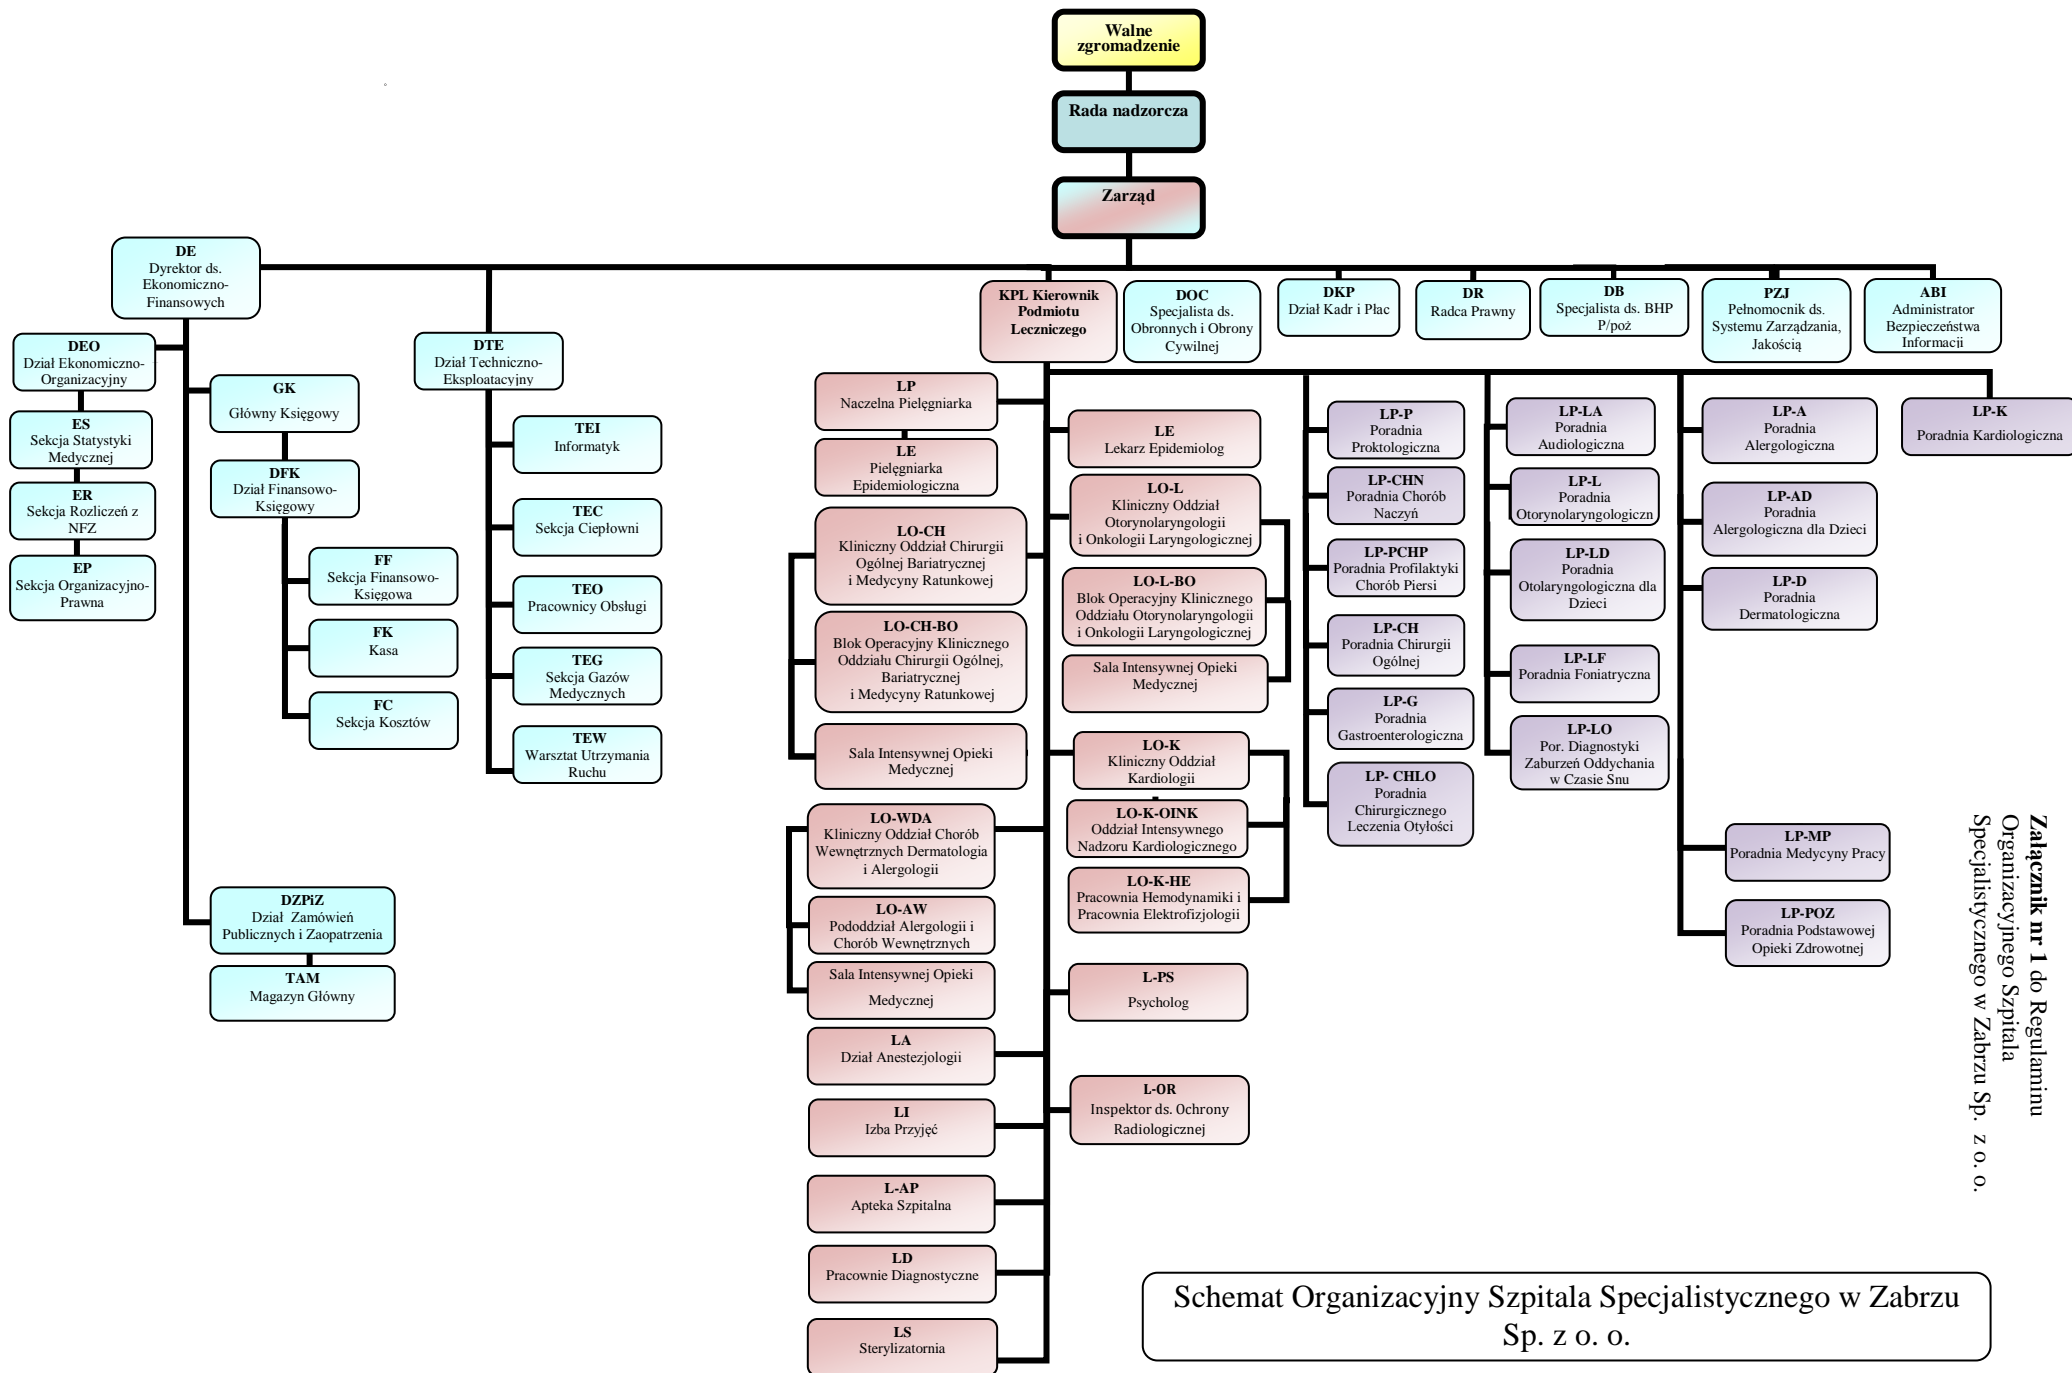 Walne
zgromadzenie
Rada nadzorcza
Zarząd
DE
Dyrektor ds.
Ekonomiczno-
Finansowych
KPL Kierownik
Podmiotu
Leczniczego
DOC
Specjalista ds.
Obronnych i Obrony
Cywilnej
DKP
Dział Kadr i Płac
DR
Radca Prawny
DB
Specjalista ds. BHP
P/poż
PZJ
Pełnomocnik ds.
Systemu Zarządzania,
Jakością
ABI
Administrator
Bezpieczeństwa
Informacji
DEO
Dział Ekonomiczno-
Organizacyjny
ES
Sekcja Statystyki
Medycznej
ER
Sekcja Rozliczeń z
NFZ
EP
Sekcja Organizacyjno-
Prawna
GK
Główny Księgowy
DFK
Dział Finansowo-
Księgowy
FF
Sekcja Finansowo-
Księgowa
FK
Kasa
FC
Sekcja Kosztów
DZPiZ
Dział Zamówień
Publicznych i Zaopatrzenia
TAM
Magazyn Główny
DTE
Dział Techniczno-
Eksploatacyjny
TEI
Informatyk
TEC
Sekcja Ciepłowni
TEO
Pracownicy Obsługi
TEG
Sekcja Gazów
Medycznych
TEW
Warsztat Utrzymania
Ruchu
LP
Naczelna Pielęgniarka
LE
Pielęgniarka
Epidemiologiczna
LO-CH
Kliniczny Oddział Chirurgii
Ogólnej Bariatrycznej
i Medycyny Ratunkowej
LO-CH-BO
Blok Operacyjny Klinicznego
Oddziału Chirurgii Ogólnej,
Bariatrycznej
i Medycyny Ratunkowej
Sala Intensywnej Opieki
Medycznej
LO-WDA
Kliniczny Oddział Chorób
Wewnętrznych Dermatologia
i Alergologii
LO-AW
Pododdział Alergologii i
Chorób Wewnętrznych
Sala Intensywnej Opieki
Medycznej
LA
Dział Anestezjologii
LI
Izba Przyjęć
L-AP
Apteka Szpitalna
LD
Pracownie Diagnostyczne
LS
Sterylizatornia
LE
Lekarz Epidemiolog
LO-L
Kliniczny Oddział
Otorynolaryngologii
i Onkologii Laryngologicznej
LO-L-BO
Blok Operacyjny Klinicznego
Oddziału Otorynolaryngologii
i Onkologii Laryngologicznej
Sala Intensywnej Opieki
Medycznej
LO-K
Kliniczny Oddział
Kardiologii
LO-K-OINK
Oddział Intensywnego
Nadzoru Kardiologicznego
LO-K-HE
Pracownia Hemodynamiki i
Pracownia Elektrofizjologii
L-PS
Psycholog
L-OR
Inspektor ds. Ochrony
Radiologicznej
LP-P
Poradnia
Proktologiczna
LP-CHN
Poradnia Chorób
Naczyń
LP-PCHP
Poradnia Profilaktyki
Chorób Piersi
LP-CH
Poradnia Chirurgii
Ogólnej
LP-G
Poradnia
Gastroenterologiczna
LP- CHLO
Poradnia
Chirurgicznego
Leczenia Otyłości
LP-LA
Poradnia
Audiologiczna
LP-L
Poradnia
Otorynolaryngologiczn
LP-LD
Poradnia
Otolaryngologiczna dla
Dzieci
LP-LF
Poradnia Foniatryczna
LP-LO
Por. Diagnostyki
Zaburzeń Oddychania
w Czasie Snu
LP-A
Poradnia
Alergologiczna
LP-AD
Poradnia
Alergologiczna dla Dzieci
LP-D
Poradnia
Dermatologiczna
LP-MP
Poradnia Medycyny Pracy
LP-POZ
Poradnia Podstawowej
Opieki Zdrowotnej
LP-K
Poradnia Kardiologiczna
Załącznik nr 1 do Regulaminu
Organizacyjnego Szpitala
Specjalistycznego w Zabrzu Sp. z o. o.
Schemat Organizacyjny Szpitala Specjalistycznego w Zabrzu
Sp. z o. o.